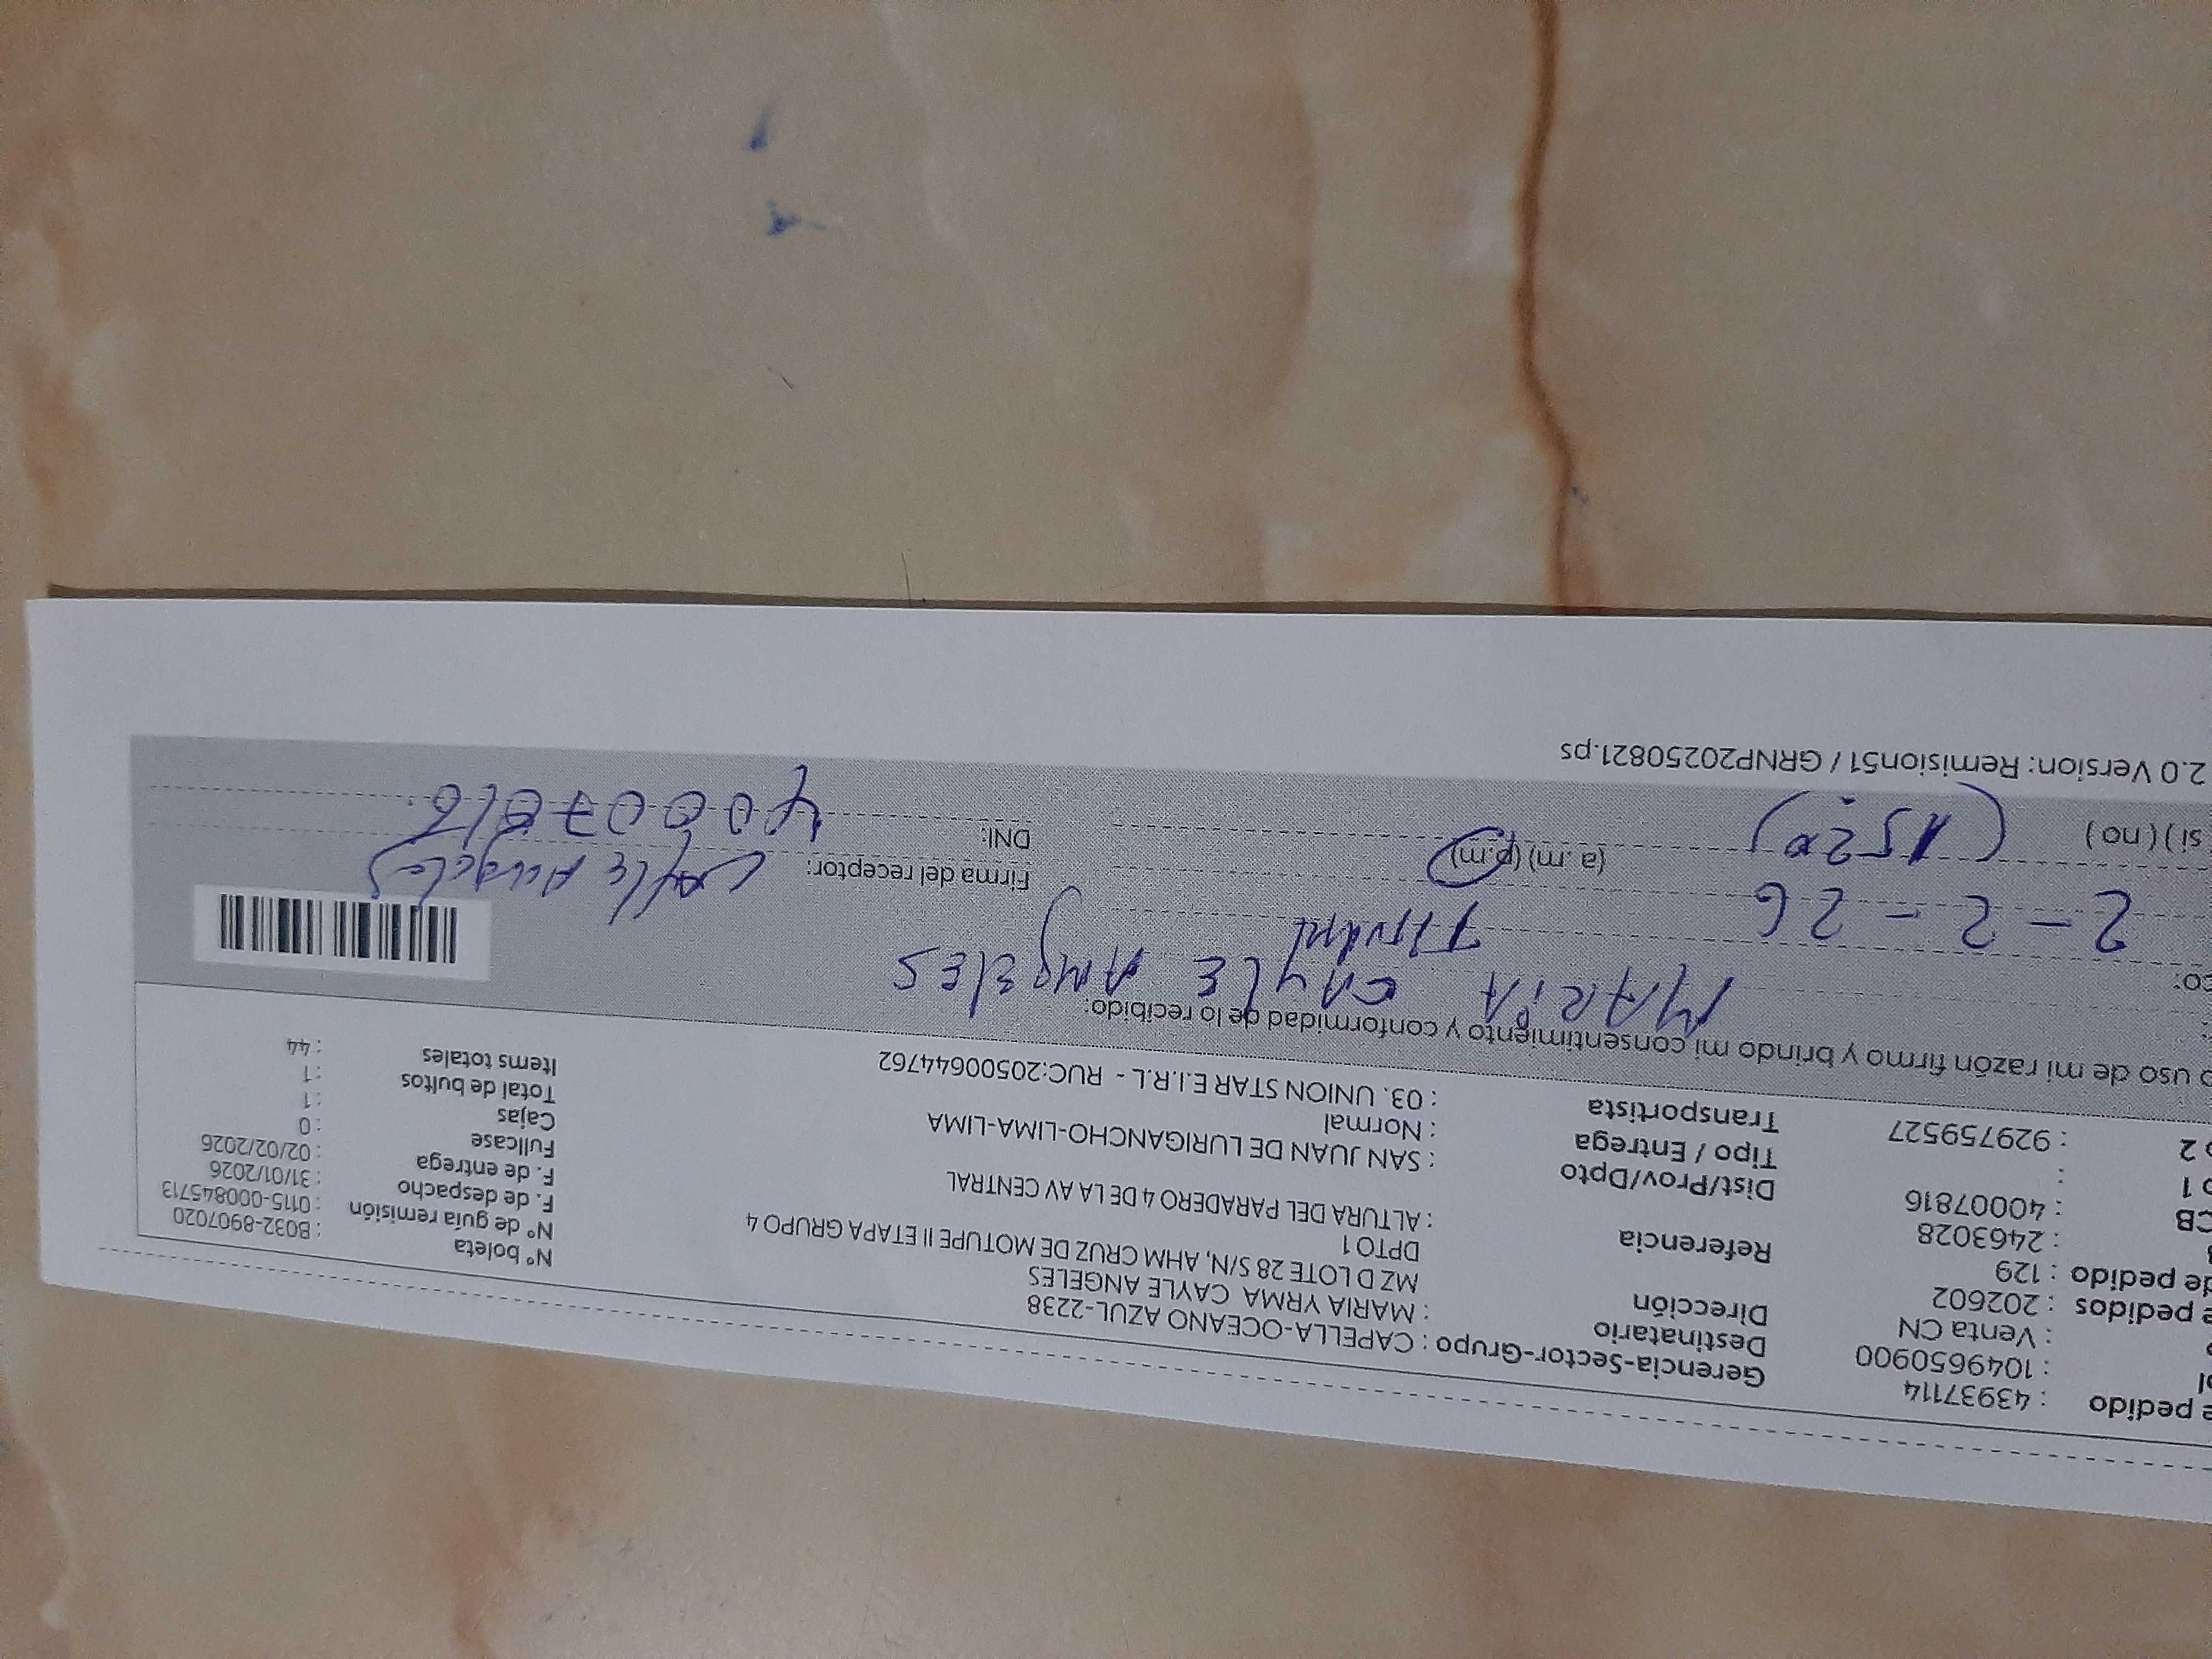 e pedido : 43937114
ol : 1049650900
: Venta CN
e pedidos : 202602
de pedido : 129
: 2463028
CB : 40007816
o 1 :
o 2 : 929759527
Gerencia-Sector-Grupo : CAPELLA-OCEANO AZUL-2238
Destinatario : MARIA YRMA CAYLE ANGELES
Dirección MZ D LOTE 28 S/N, AHM CRUZ DE MOTUPE II ETAPA GRUPO 4
DPTO 1
Referencia : ALTURA DEL PARADERO 4 DE LA AV CENTRAL
Dist/Prov/Dpto : SAN JUAN DE LURIGANCHO-LIMA-LIMA
Tipo / Entrega : Normal
Transportista : 03. UNION STAR E.I.R.L - RUC:20500644762
N° boleta : B032-8907020
N° de guía remisión : 0115-000845713
F. de despacho : 31/01/2026
F. de entrega : 02/02/2026
Fullcase : 0
Cajas : 1
Total de bultos : 1
Items totales : 44
o uso de mi razón firmo y brindo mi consentimiento y conformidad de lo recibido:
MARIA CAYLE ANGELES
co:
2-2-26
Firma del receptor: Cayle Angeles
(a.m) (p.m)
DNI:
si ) ( no )
(1520)
2.0 Version: Remision51 / GRNP20250821.ps